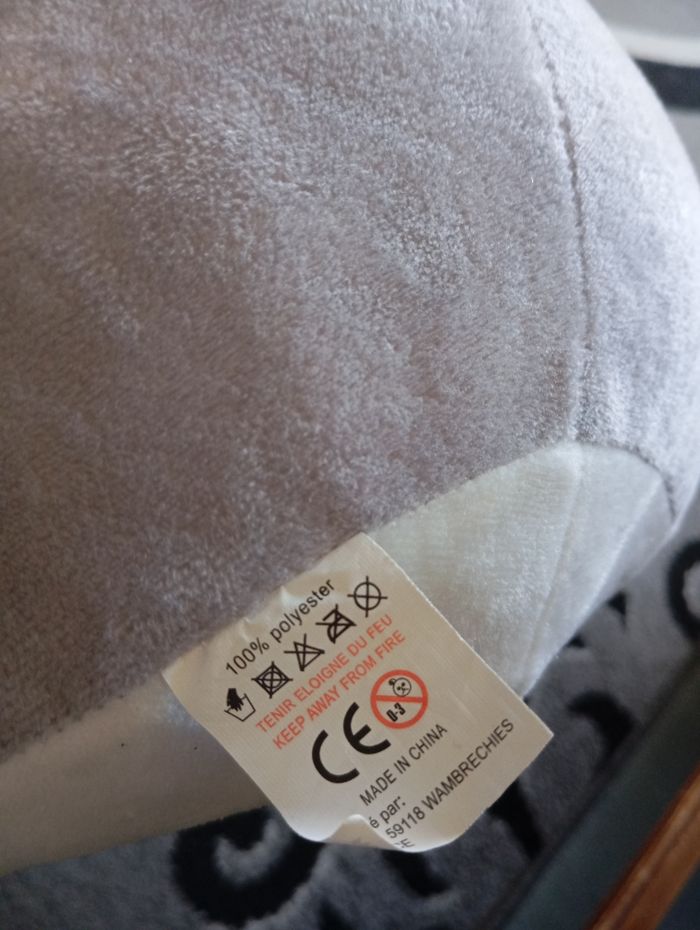 100% polyester
TENIR ELOIGNE DU FEU
KEEP AWAY FROM FIRE
CE
0-3
MADE IN CHINA
é par:
59118 WAMBRECHIES
CE